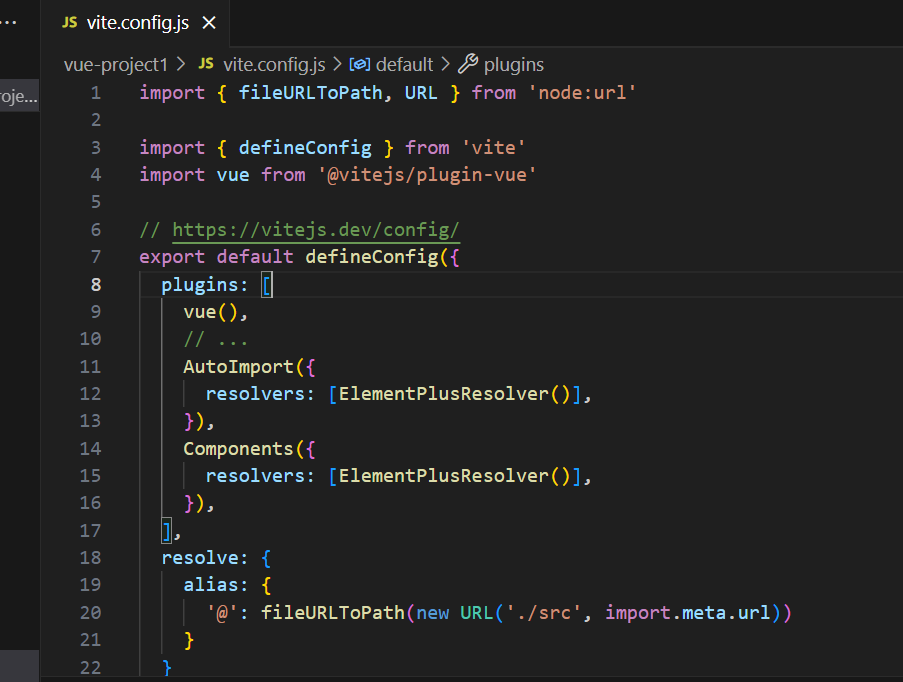 ... JS vite.config.js ×
vue-project1 > JS vite.config.js > default > plugins
oje...
1 import { fileURLToPath, URL } from 'node:url'
2
3 import { defineConfig } from 'vite'
4 import vue from '@vitejs/plugin-vue'
5
6 // https://vitejs.dev/config/
7 export default defineConfig({
8   plugins: [
9     vue(),
10     // ...
11     AutoImport({
12       resolvers: [ElementPlusResolver()],
13     }),
14     Components({
15       resolvers: [ElementPlusResolver()],
16     }),
17   ],
18   resolve: {
19     alias: {
20       '@': fileURLToPath(new URL('./src', import.meta.url))
21     }
22   }